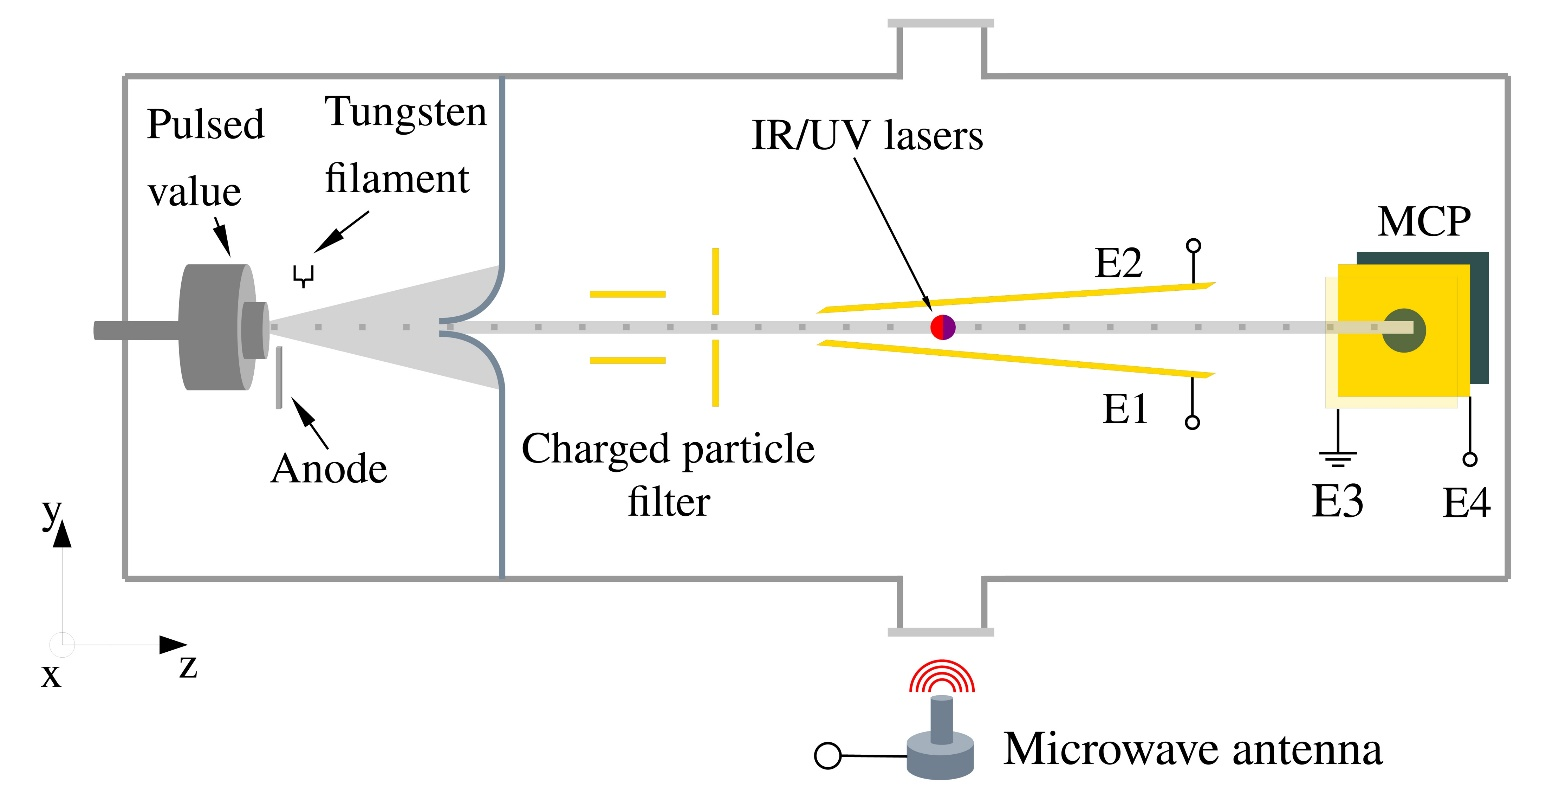 Pulsed
value
Tungsten
filament
IR/UV lasers
MCP
E2
E1
Anode
Charged particle
filter
E3
E4
y
x
z
Microwave antenna